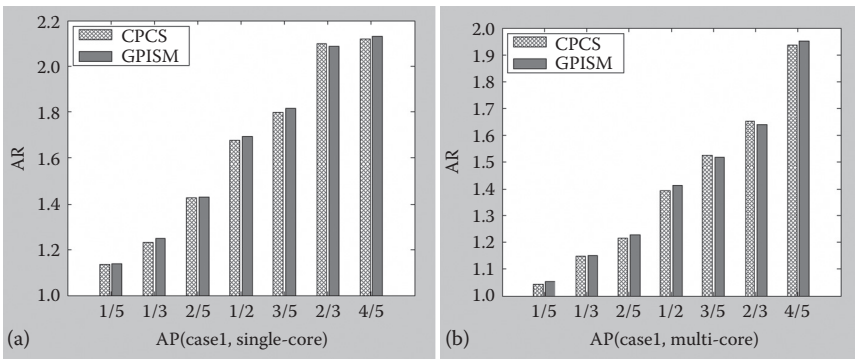 2.2
2.0
1.8
1.6
1.4
1.2
1.0
AR
CPCS
GPISM
1/5 1/3 2/5 1/2 3/5 2/3 4/5
(a) AP(case1, single-core)
2.0
1.9
1.8
1.7
1.6
1.5
1.4
1.3
1.2
1.1
1.0
AR
CPCS
GPISM
1/5 1/3 2/5 1/2 3/5 2/3 4/5
(b) AP(case1, multi-core)